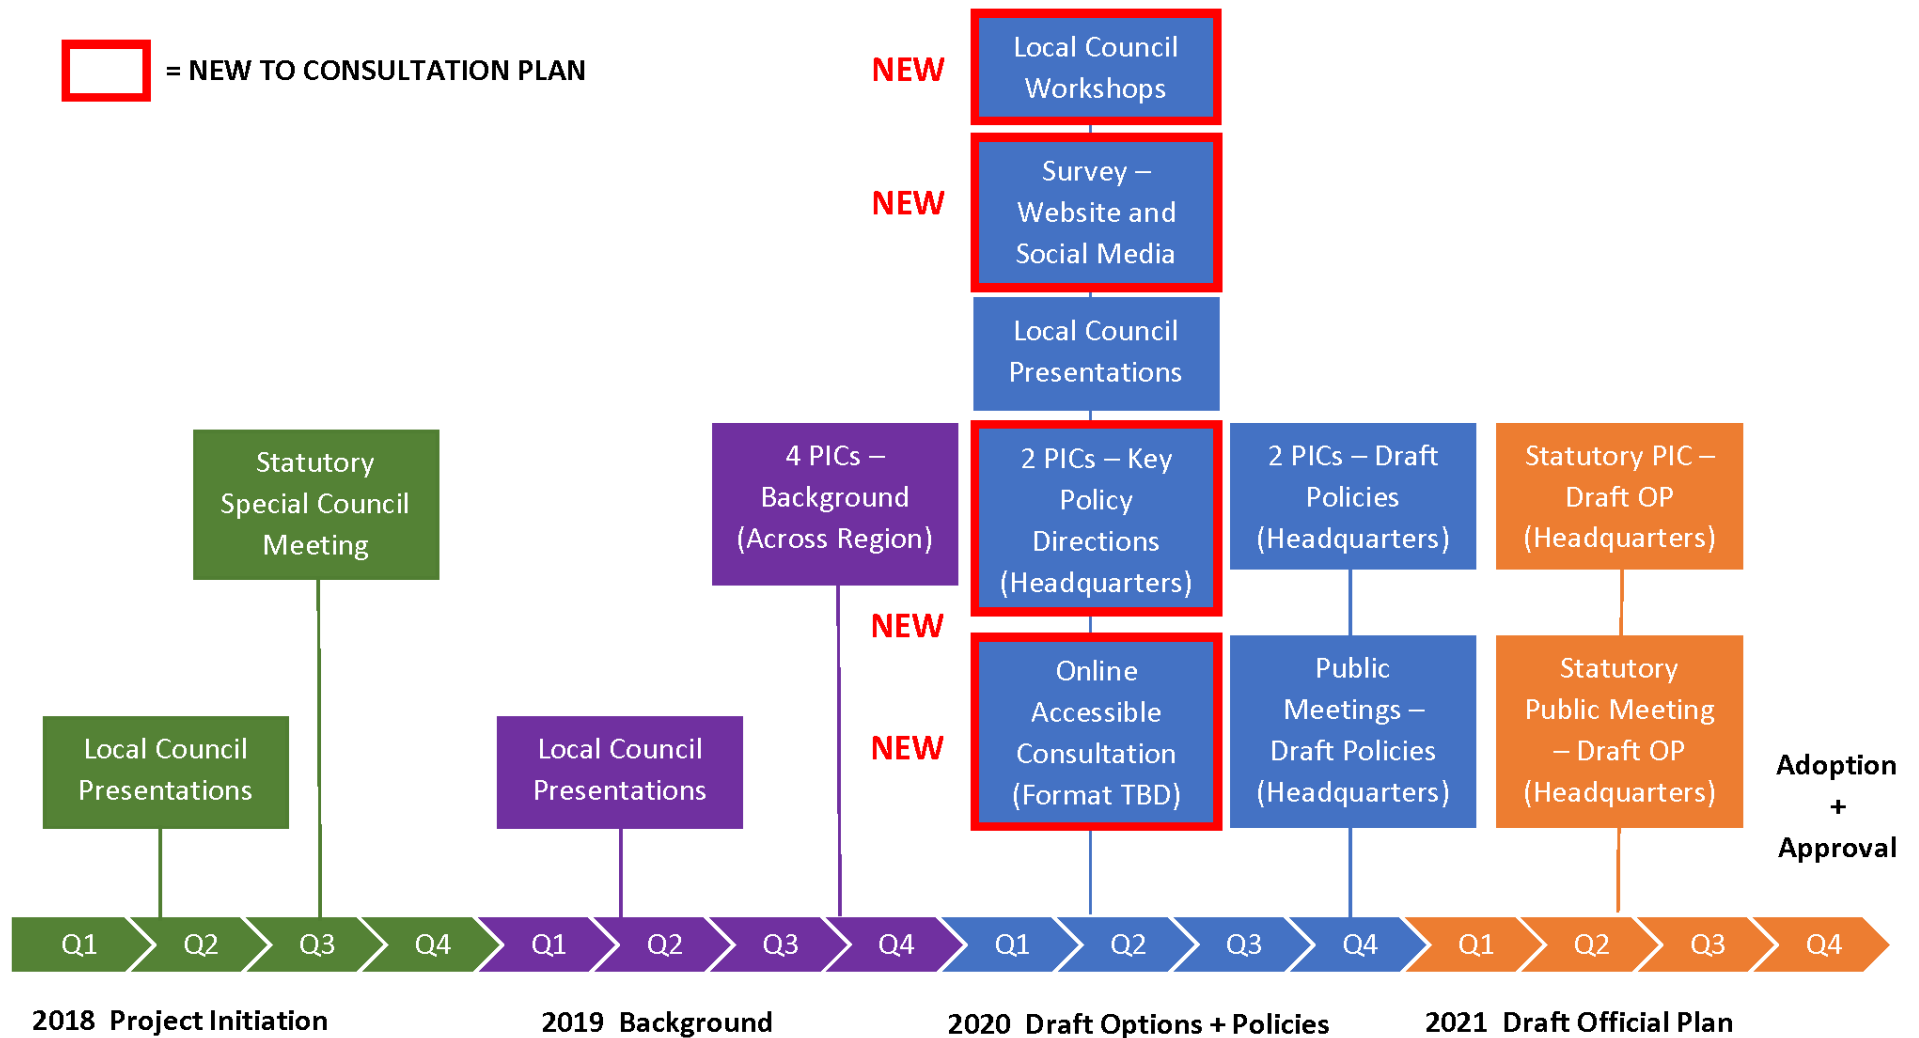 = NEW TO CONSULTATION PLAN
NEW
Local Council
Workshops
NEW
Survey –
Website and
Social Media
Local Council
Presentations
Statutory
Special Council
Meeting
4 PICs –
Background
(Across Region)
2 PICs – Key
Policy
Directions
(Headquarters)
2 PICs – Draft
Policies
(Headquarters)
Statutory PIC –
Draft OP
(Headquarters)
NEW
Local Council
Presentations
Local Council
Presentations
NEW
Online
Accessible
Consultation
(Format TBD)
Public
Meetings –
Draft Policies
(Headquarters)
Statutory
Public Meeting
– Draft OP
(Headquarters)
Adoption
+
Approval
Q1 Q2 Q3 Q4 Q1 Q2 Q3 Q4 Q1 Q2 Q3 Q4 Q1 Q2 Q3 Q4
2018 Project Initiation
2019 Background
2020 Draft Options + Policies
2021 Draft Official Plan